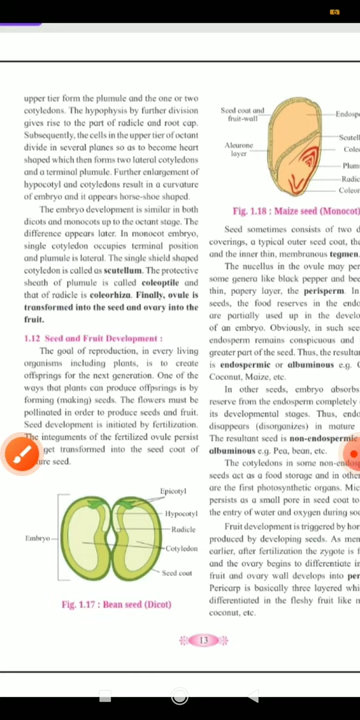 upper tier form the plumule and the one or two
cotyledons. The hypophysis by further division
gives rise to the part of radicle and root cap.
Subsequently, the cells in the upper tier of octant
divide in several planes so as to become heart
shaped which then forms two lateral cotyledons
and a terminal plumule. Further enlargement of
hypocotyl and cotyledons result in a curvature
of embryo and it appears horse-shoe shaped.
The embryo development is similar in both
dicots and monocots up to the octant stage. The
difference appears later. In monocot embryo,
single cotyledon occupies terminal position
and plumule is lateral. The single shield shaped
cotyledon is called as scutellum. The protective
sheath of plumule is called coleoptile and
that of radicle is coleorhiza. Finally, ovule is
transformed into the seed and ovary into the
fruit.
1.12 Seed and Fruit Development :
The goal of reproduction, in every living
organisms including plants, is to create
offsprings for the next generation. One of the
ways that plants can produce offsprings is by
forming (making) seeds. The flowers must be
pollinated in order to produce seeds and fruit.
Seed development is initiated by fertilization.
The integuments of the fertilized ovule persist
get transformed into the seed coat of
seed.
Epicotyl
Hypocotyl
Radicle
Embryo
Cotyledon
Seed coat
Fig. 1.17: Bean seed (Dicot)
Seed coat and
fruit-wall
Aleurone
layer
Fig. 1.18: Maize seed (Monocot)
Seed sometimes consists of two d
coverings, a typical outer seed coat, the
and the inner thin, membranous tegmen.
The nucellus in the ovule may per
some genera like black pepper and bee
thin, papery layer, the perisperm. In
seeds, the food reserves in the endo
are partially used up in the develo
of an embryo. Obviously, in such see
endosperm remains conspicuous and
greater part of the seed. Thus, the resultan
is endospermic or albuminous e.g.
Coconut, Maize, etc.
In other seeds, embryo absorbs
reserve from the endosperm completely
its developmental stages. Thus, endo
disappears (disorganizes) in mature
The resultant seed is non-endospermic
albuminous e.g. Pea, bean, etc.
The cotyledons in some non-endosp
seeds act as a food storage and in othe
are the first photosynthetic organs. Mic
persists as a small pore in seed coat to
the entry of water and oxygen during soa
Fruit development is triggered by hor
produced by developing seeds. As men
earlier, after fertilization the zygote is f
and the ovary begins to differentiate in
fruit and ovary wall develops into per
Pericarp is basically three layered whic
differentiated in the fleshy fruit like m
coconut, etc.
13